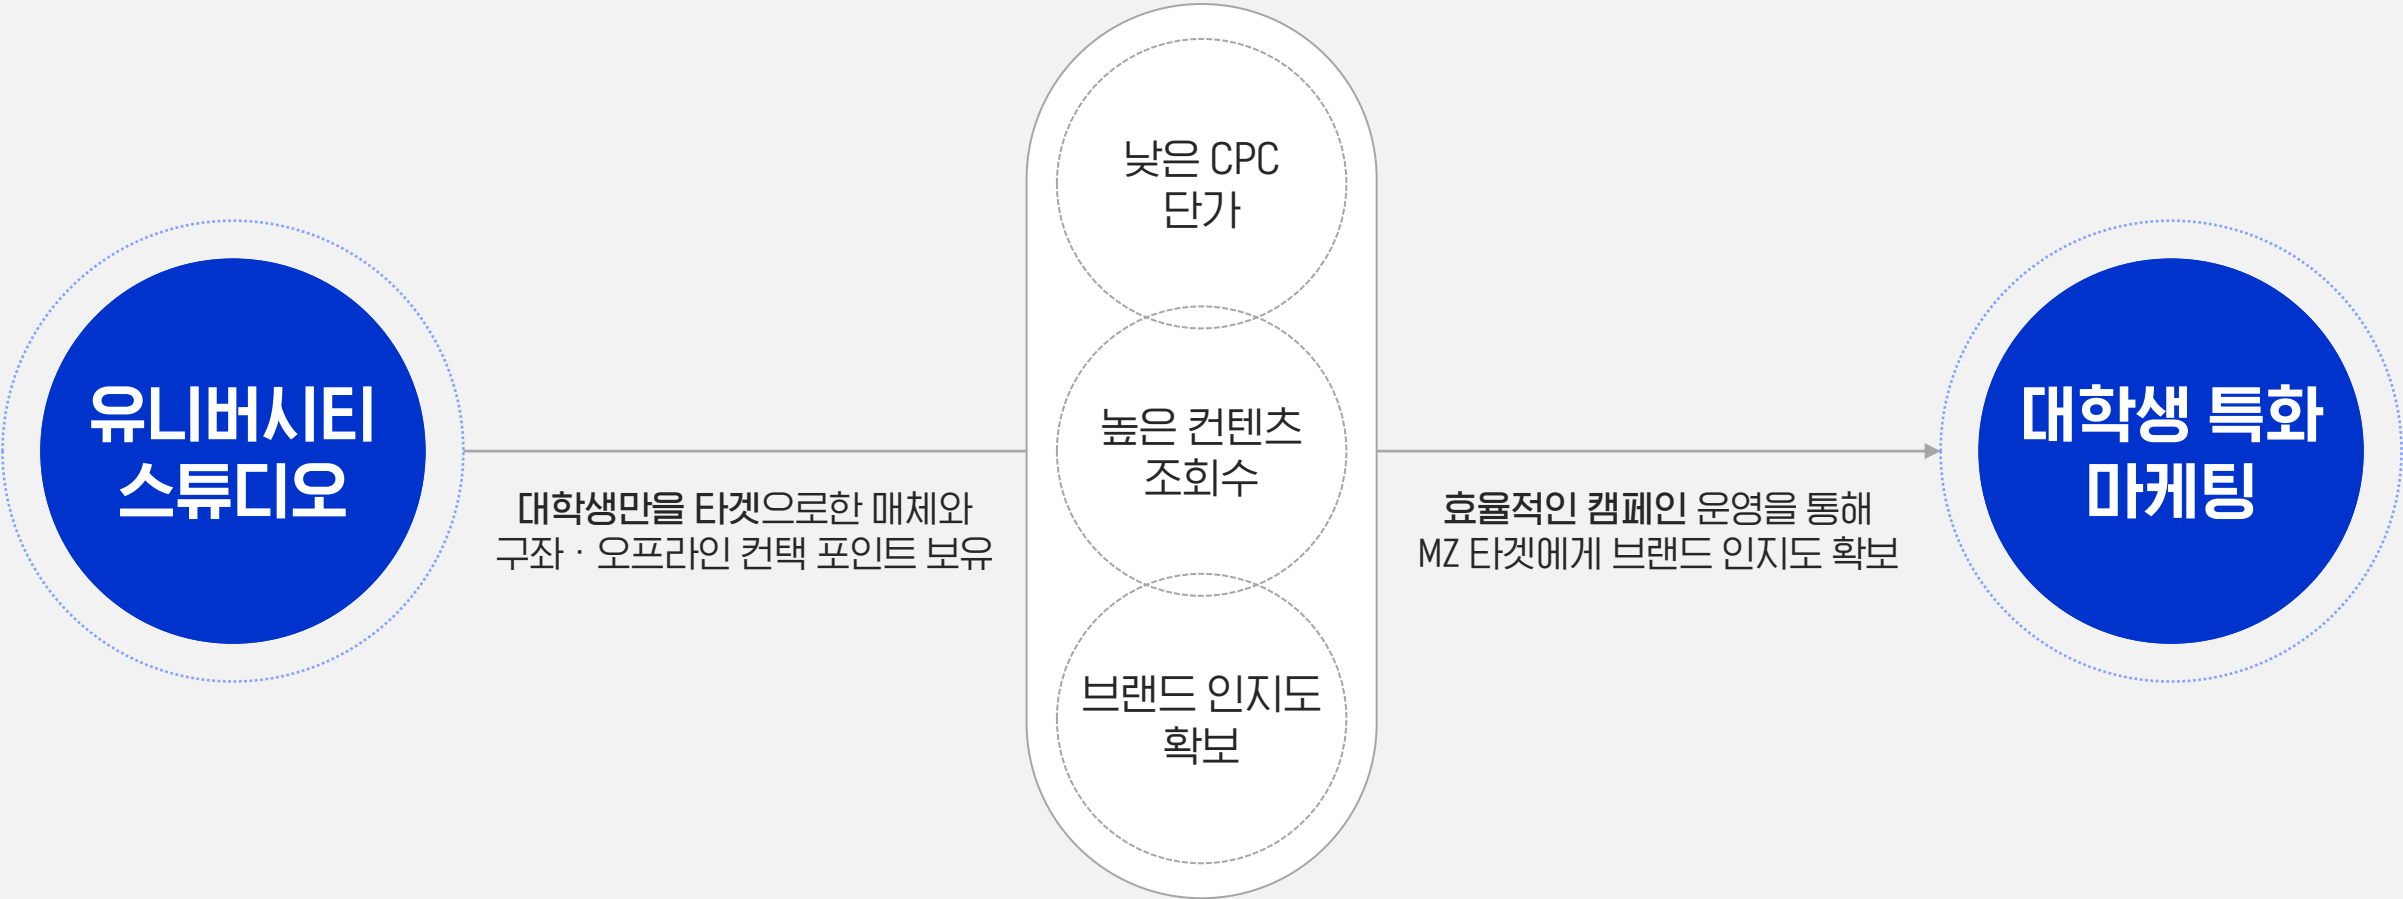 유니버시티
스튜디오
대학생만을 타겟으로한 매체와
구좌 · 오프라인 컨택 포인트 보유
낮은 CPC
단가
높은 컨텐츠
조회수
브랜드 인지도
확보
효율적인 캠페인 운영을 통해
MZ 타겟에게 브랜드 인지도 확보
대학생 특화
마케팅